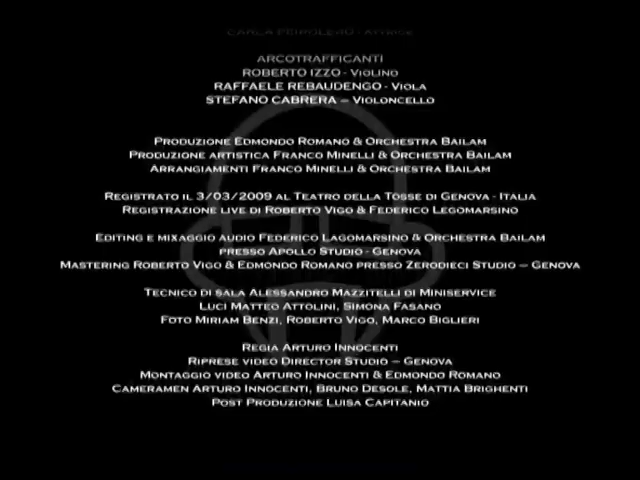 CARLA PEIROLERO - ATTRICE
ARCOTRAFFICANTI
ROBERTO IZZO - VIOLINO
RAFFAELE REBAUDENGO - VIOLA
STEFANO CABRERA – VIOLONCELLO
PRODUZIONE EDMONDO ROMANO & ORCHESTRA BAILAM
PRODUZIONE ARTISTICA FRANCO MINELLI & ORCHESTRA BAILAM
ARRANGIAMENTI FRANCO MINELLI & ORCHESTRA BAILAM
REGISTRATO IL 3/03/2009 AL TEATRO DELLA TOSSE DI GENOVA - ITALIA
REGISTRAZIONE LIVE DI ROBERTO VIGO & FEDERICO LEGOMARSINO
EDITING E MIXAGGIO AUDIO FEDERICO LAGOMARSINO & ORCHESTRA BAILAM
PRESSO APOLLO STUDIO - GENOVA
MASTERING ROBERTO VIGO & EDMONDO ROMANO PRESSO ZERODIECI STUDIO – GENOVA
TECNICO DI SALA ALESSANDRO MAZZITELLI DI MINISERVICE
LUCI MATTEO ATTOLINI, SIMONA FASANO
FOTO MIRIAM BENZI, ROBERTO VIGO, MARCO BIGLIERI
REGIA ARTURO INNOCENTI
RIPRESE VIDEO DIRECTOR STUDIO – GENOVA
MONTAGGIO VIDEO ARTURO INNOCENTI & EDMONDO ROMANO
CAMERAMEN ARTURO INNOCENTI, BRUNO DESOLE, MATTIA BRIGHENTI
POST PRODUZIONE LUISA CAPITANIO